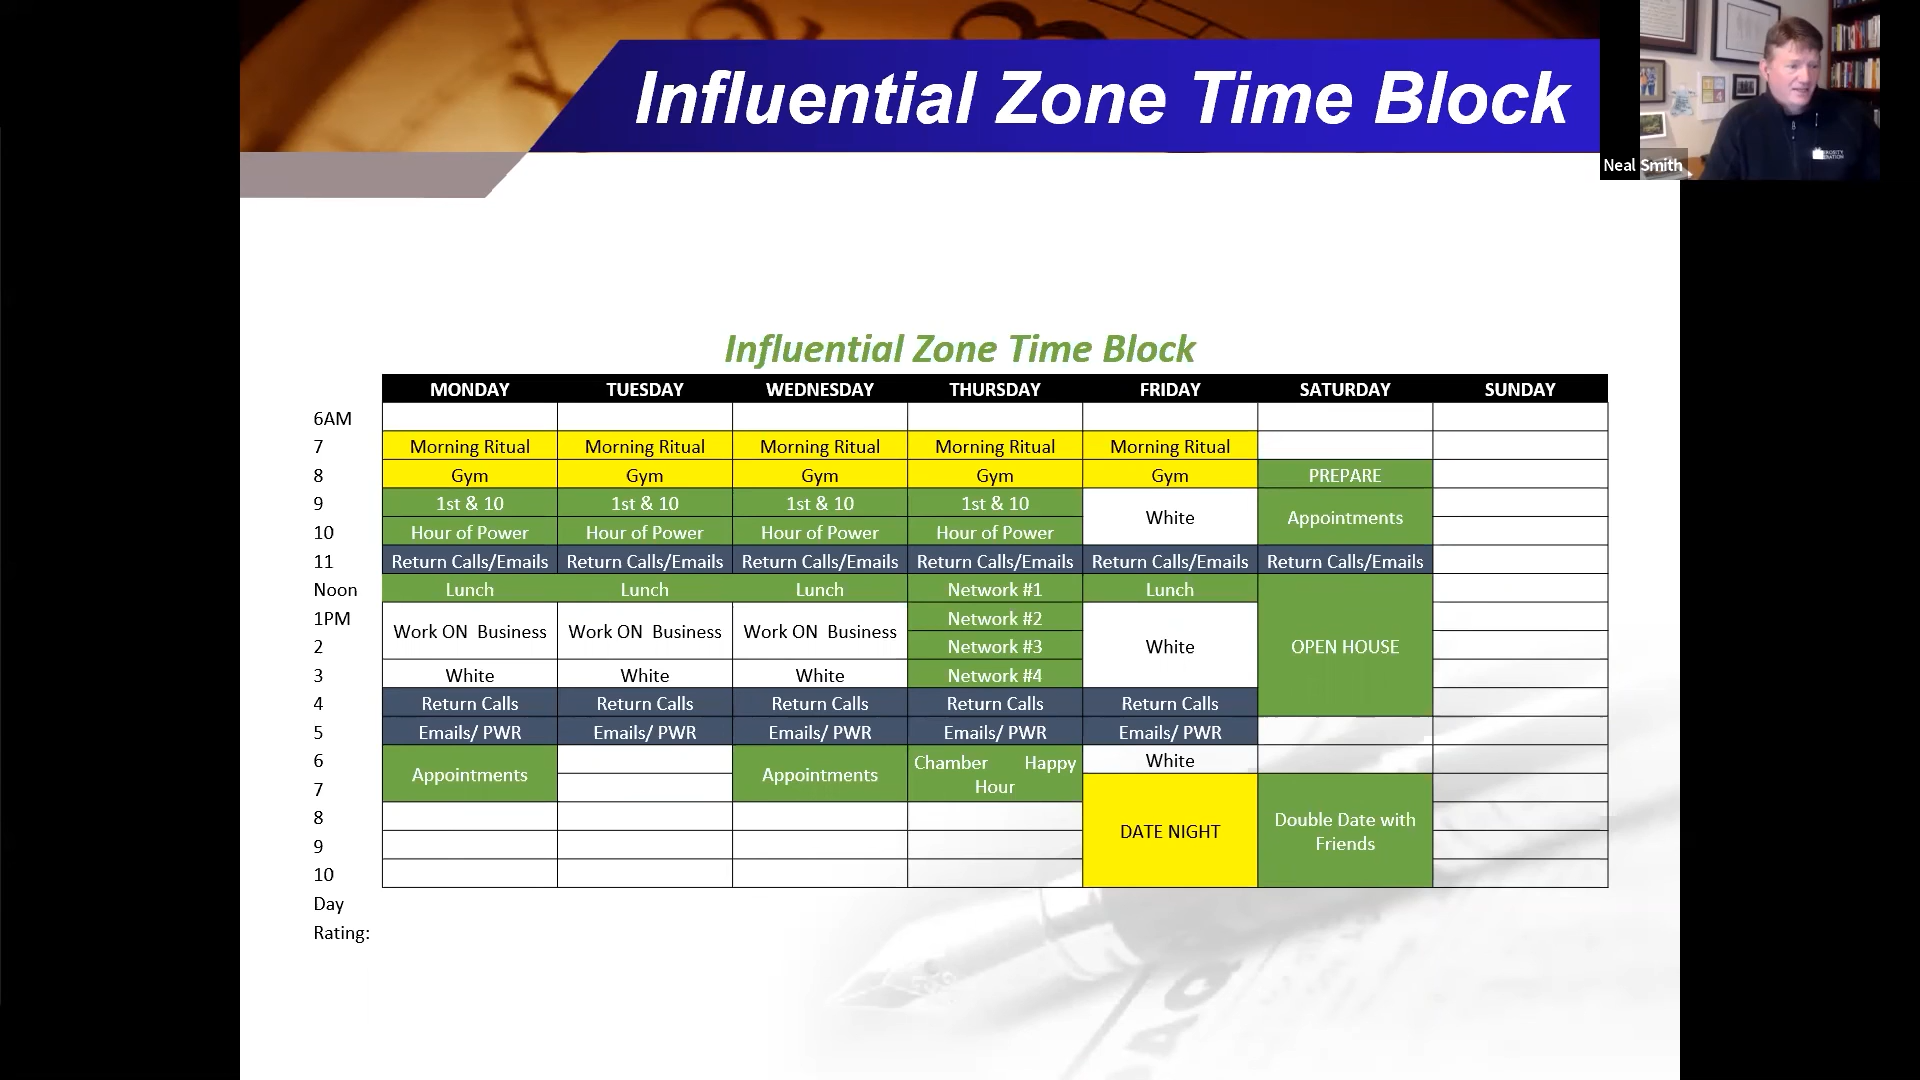 Influential Zone Time Block
Neal Smith
Influential Zone Time Block
MONDAY TUESDAY WEDNESDAY THURSDAY FRIDAY SATURDAY SUNDAY
6AM
7 Morning Ritual Morning Ritual Morning Ritual Morning Ritual Morning Ritual
8 Gym Gym Gym Gym Gym PREPARE
9 1st & 10 1st & 10 1st & 10 1st & 10 White Appointments
10 Hour of Power Hour of Power Hour of Power Hour of Power
11 Return Calls/Emails Return Calls/Emails Return Calls/Emails Return Calls/Emails Return Calls/Emails Return Calls/Emails
Noon Lunch Lunch Lunch Network #1 Lunch
1PM Work ON Business Work ON Business Work ON Business Network #2
2 Network #3 White OPEN HOUSE
3 White White White Network #4
4 Return Calls Return Calls Return Calls Return Calls Return Calls
5 Emails/ PWR Emails/ PWR Emails/ PWR Emails/ PWR Emails/ PWR
6 Appointments Appointments Chamber Happy White
7 Hour
8 DATE NIGHT Double Date with
9 Friends
10
Day
Rating: